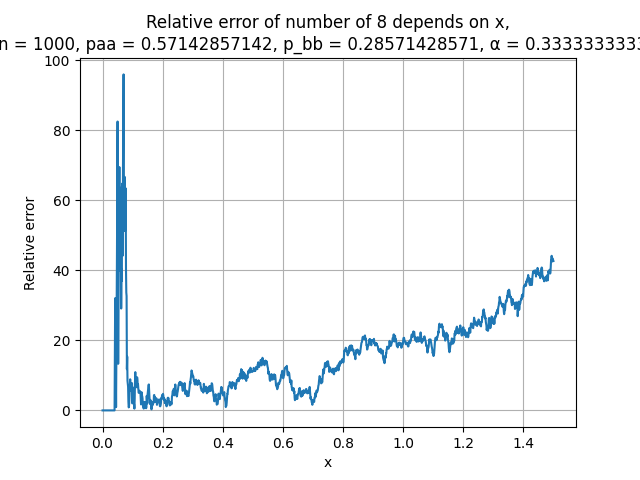 Relative error of number of 8 depends on x,
n = 1000, paa = 0.57142857142, p_bb = 0.28571428571, α = 0.3333333333
100
80
60
40
20
0
Relative error
0.0 0.2 0.4 0.6 0.8 1.0 1.2 1.4
x